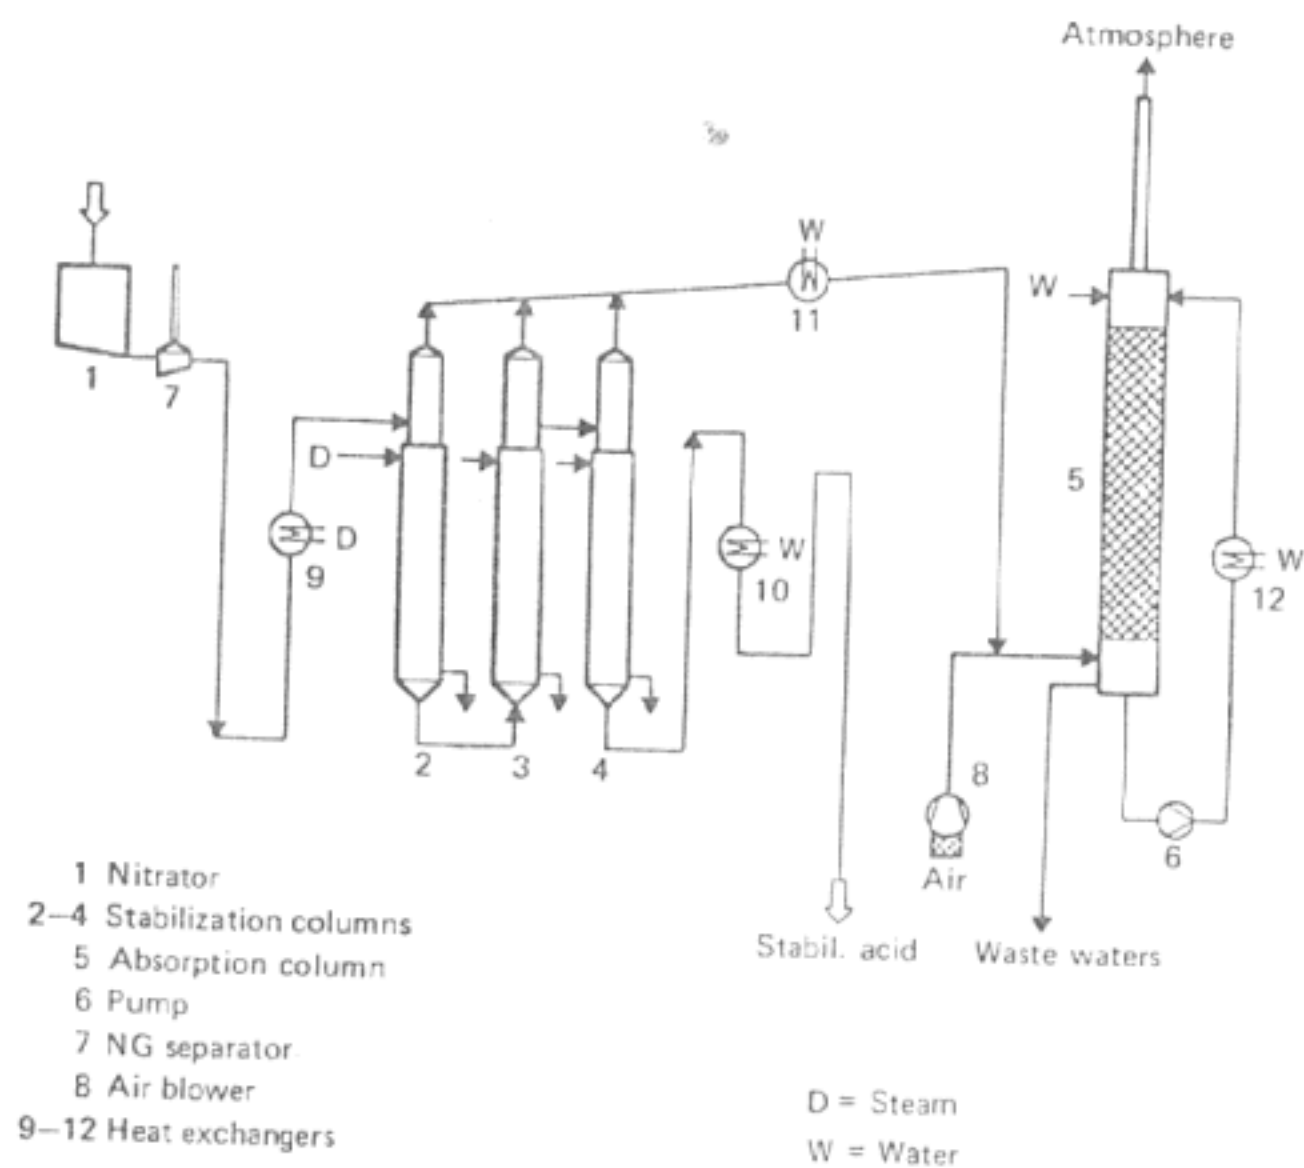 Atmosphere
W
W
11
1
7
D
D
9
W
10
5
W
12
2
3
4
8
Air
6
Stabil. acid
Waste waters
1 Nitrator
2–4 Stabilization columns
5 Absorption column
6 Pump
7 NG separator
8 Air blower
9–12 Heat exchangers
D = Steam
W = Water